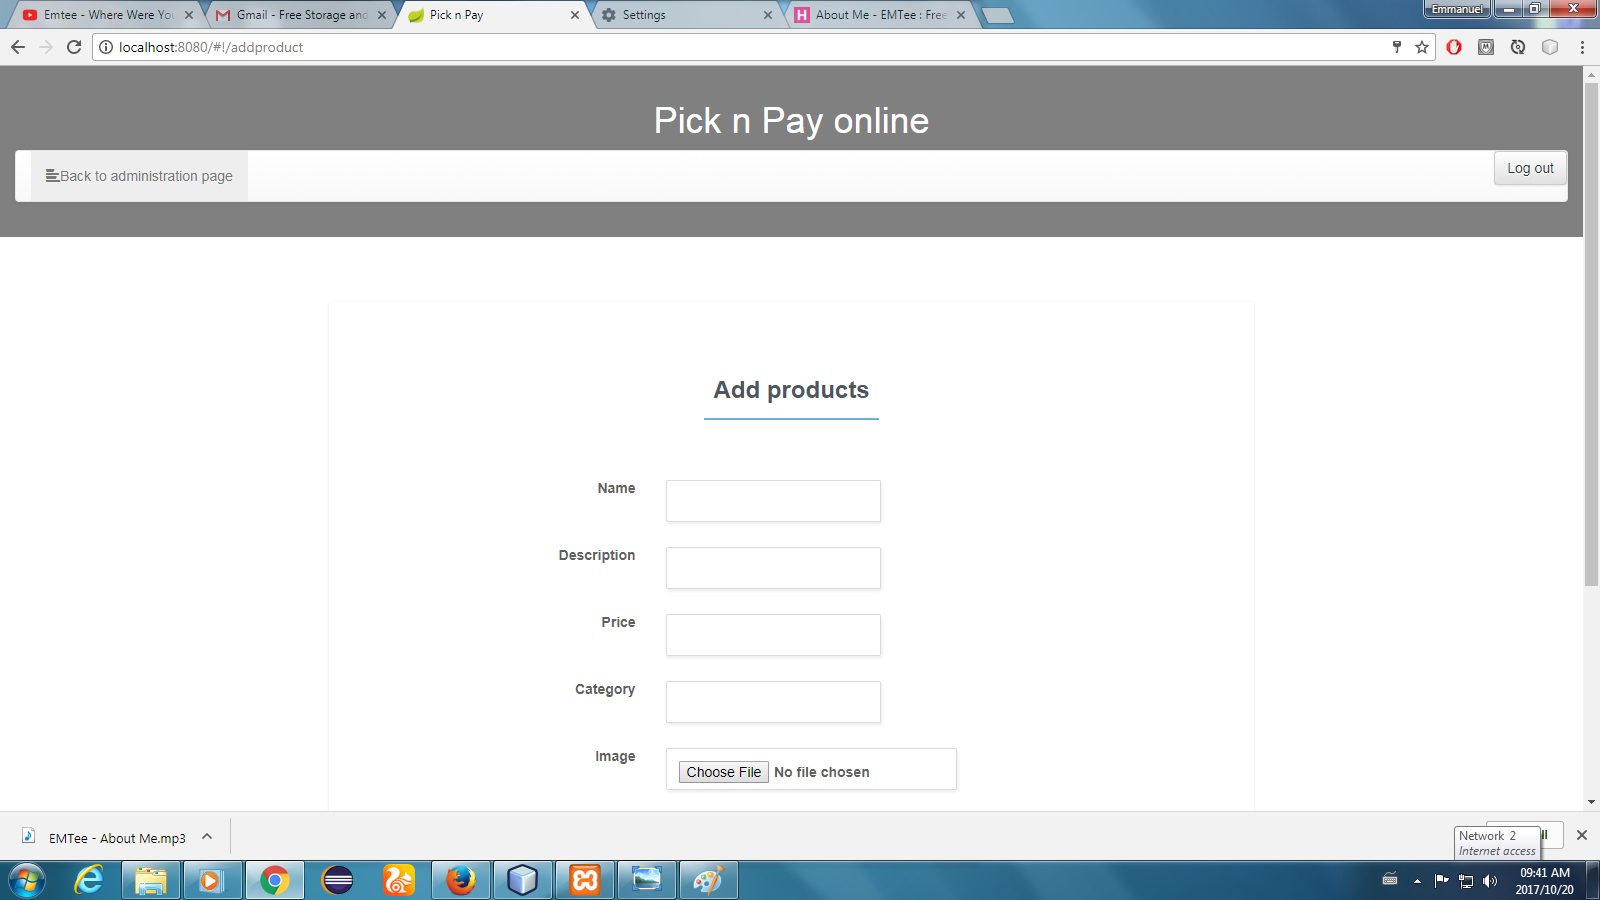 Emtee - Where Were You
Gmail - Free Storage and
Pick n Pay
Settings
About Me - EMTee : Free
Emmanuel
localhost:8080/#!/addproduct
Pick n Pay online
Back to administration page
Log out
Add products
Name
Description
Price
Category
Image
Choose File No file chosen
EMTee - About Me.mp3
Network 2
Internet access
09:41 AM
2017/10/20